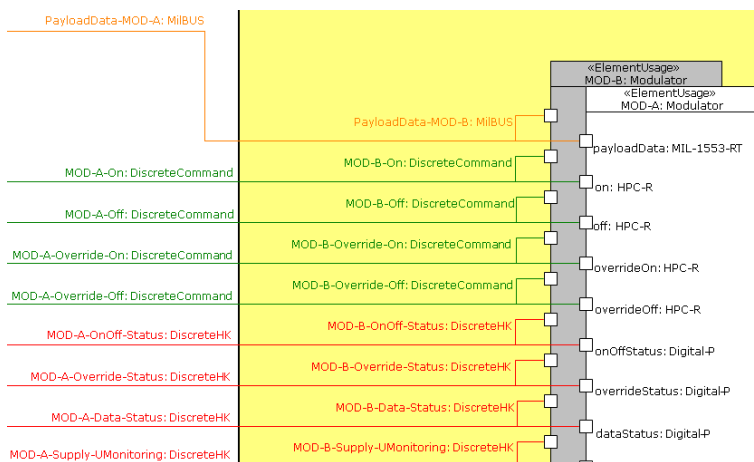 PayloadData-MOD-A: MilBUS
«ElementUsage»
MOD-B: Modulator
«ElementUsage»
MOD-A: Modulator
PayloadData-MOD-B: MilBUS
payloadData: MIL-1553-RT
MOD-B-On: DiscreteCommand
MOD-A-On: DiscreteCommand
on: HPC-R
MOD-B-Off: DiscreteCommand
MOD-A-Off: DiscreteCommand
off: HPC-R
MOD-B-Override-On: DiscreteCommand
MOD-A-Override-On: DiscreteCommand
overrideOn: HPC-R
MOD-B-Override-Off: DiscreteCommand
MOD-A-Override-Off: DiscreteCommand
overrideOff: HPC-R
MOD-B-OnOff-Status: DiscreteHK
MOD-A-OnOff-Status: DiscreteHK
onOffStatus: Digital-P
MOD-B-Override-Status: DiscreteHK
MOD-A-Override-Status: DiscreteHK
overrideStatus: Digital-P
MOD-B-Data-Status: DiscreteHK
MOD-A-Data-Status: DiscreteHK
dataStatus: Digital-P
MOD-B-Supply-UMonitoring: DiscreteHK
MOD-A-Supply-UMonitoring: DiscreteHK